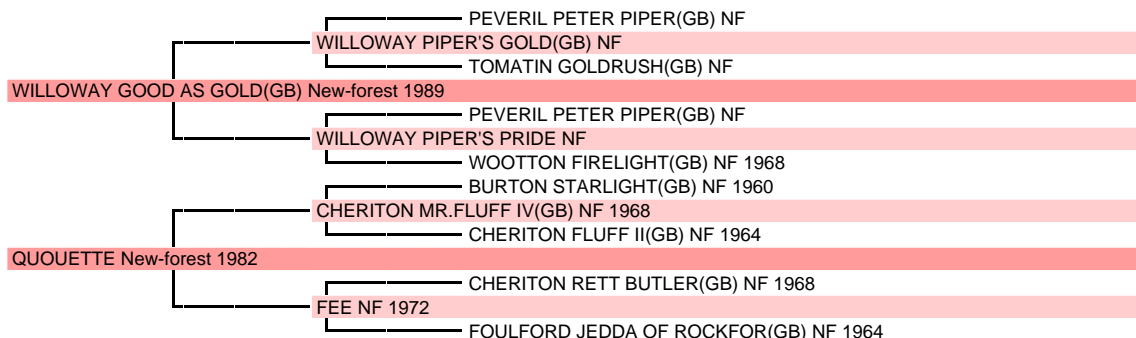 PEVERIL PETER PIPER(GB) NF
WILLOWAY PIPER'S GOLD(GB) NF
TOMATIN GOLDRUSH(GB) NF
WILLOWAY GOOD AS GOLD(GB) New-forest 1989
PEVERIL PETER PIPER(GB) NF
WILLOWAY PIPER'S PRIDE NF
WOOTTON FIRELIGHT(GB) NF 1968
BURTON STARLIGHT(GB) NF 1960
CHERITON MR.FLUFF IV(GB) NF 1968
CHERITON FLUFF II(GB) NF 1964
QUOUETTE New-forest 1982
CHERITON RETT BUTLER(GB) NF 1968
FEE NF 1972
FOULFORD JEDDA OF ROCKFOR(GB) NF 1964